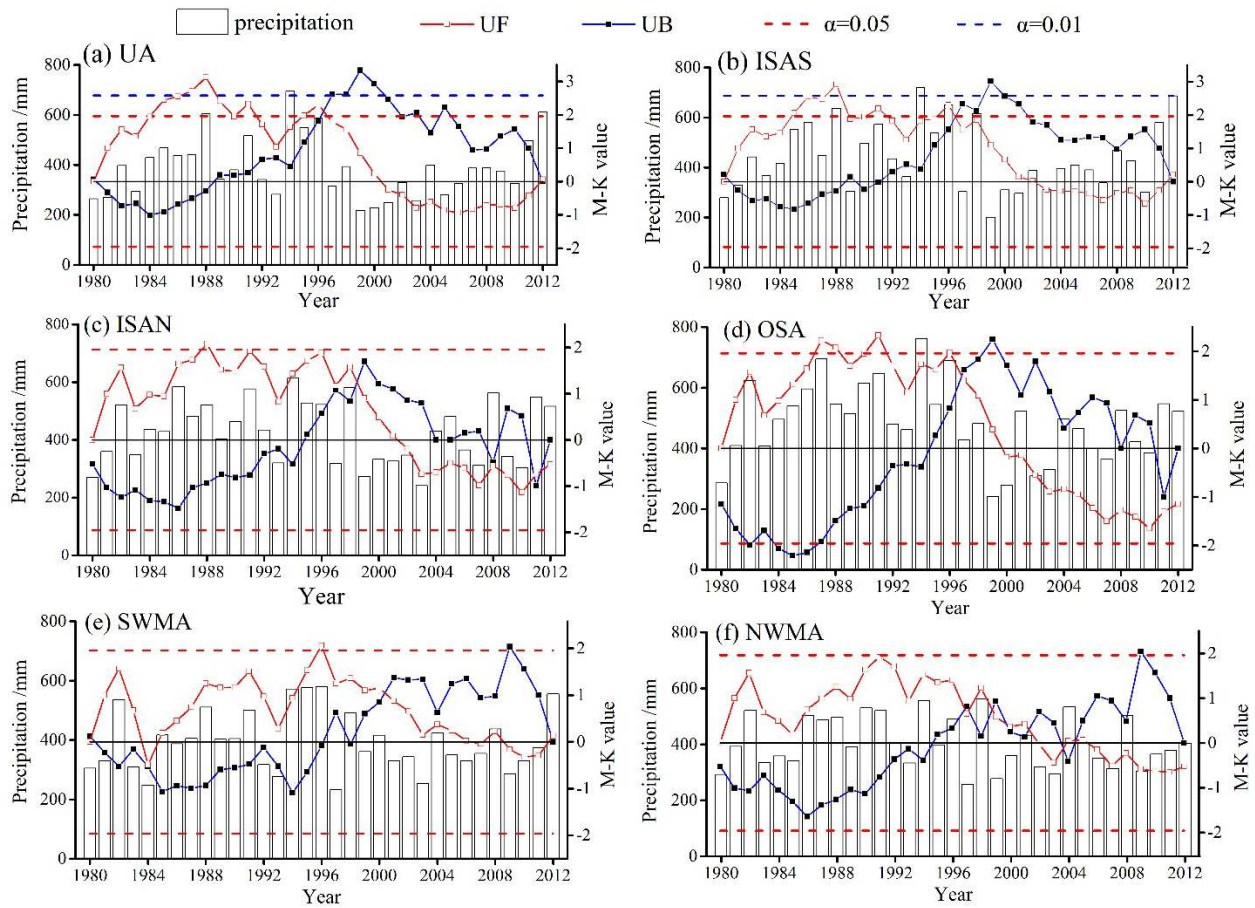 precipitation UF UB α=0.05 α=0.01
(a) UA
Precipitation /mm
800
600
400
200
0
1980 1984 1988 1992 1996 2000 2004 2008 2012
Year
3
2
1
0
-1
-2
M-K value
(b) ISAS
Precipitation /mm
800
600
400
200
0
1980 1984 1988 1992 1996 2000 2004 2008 2012
Year
3
2
1
0
-1
-2
M-K value
(c) ISAN
Precipitation /mm
800
600
400
200
0
1980 1984 1988 1992 1996 2000 2004 2008 2012
Year
2
1
0
-1
-2
M-K value
(d) OSA
Precipitation /mm
800
600
400
200
0
1980 1984 1988 1992 1996 2000 2004 2008 2012
Year
2
1
0
-1
-2
M-K value
(e) SWMA
Precipitation /mm
800
600
400
200
0
1980 1984 1988 1992 1996 2000 2004 2008 2012
Year
2
1
0
-1
-2
M-K value
(f) NWMA
Precipitation /mm
800
600
400
200
0
1980 1984 1988 1992 1996 2000 2004 2008 2012
Year
2
1
0
-1
-2
M-K value